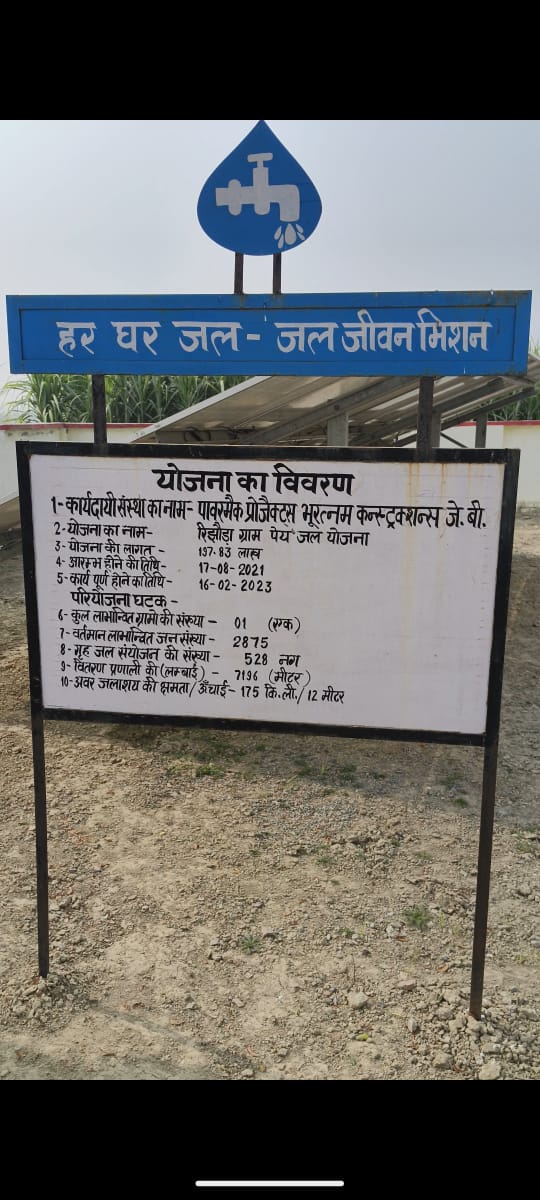 हर घर जल - जल जीवन मिशन
योजना का विवरण
1- कार्यदायी संस्था का नाम- पावरमैक प्रोजैक्ट्स भूरत्नम कन्स्ट्रक्शन्स जे. बी.
2- योजना का नाम- रिझौड़ा ग्राम पेय जल योजना
3- योजना की लागत - 197.83 लाख
4- आरम्भ होने की तिथि - 17-08-2021
5- कार्य पूर्ण होने का तिथि - 16-02-2023
परियोजना घटक -
6- कुल लाभान्वित ग्रामो की संख्या - 01 (एक)
7- वर्तमान लाभान्वित जन संख्या - 2875
8- गृह जल संयोजन की संख्या - 528 नग
9- वितरण प्रणाली की (लम्बाई) - 7196 (मीटर)
10- अवर जलाशय की क्षमता/ऊँचाई - 175 कि.ली./12 मीटर